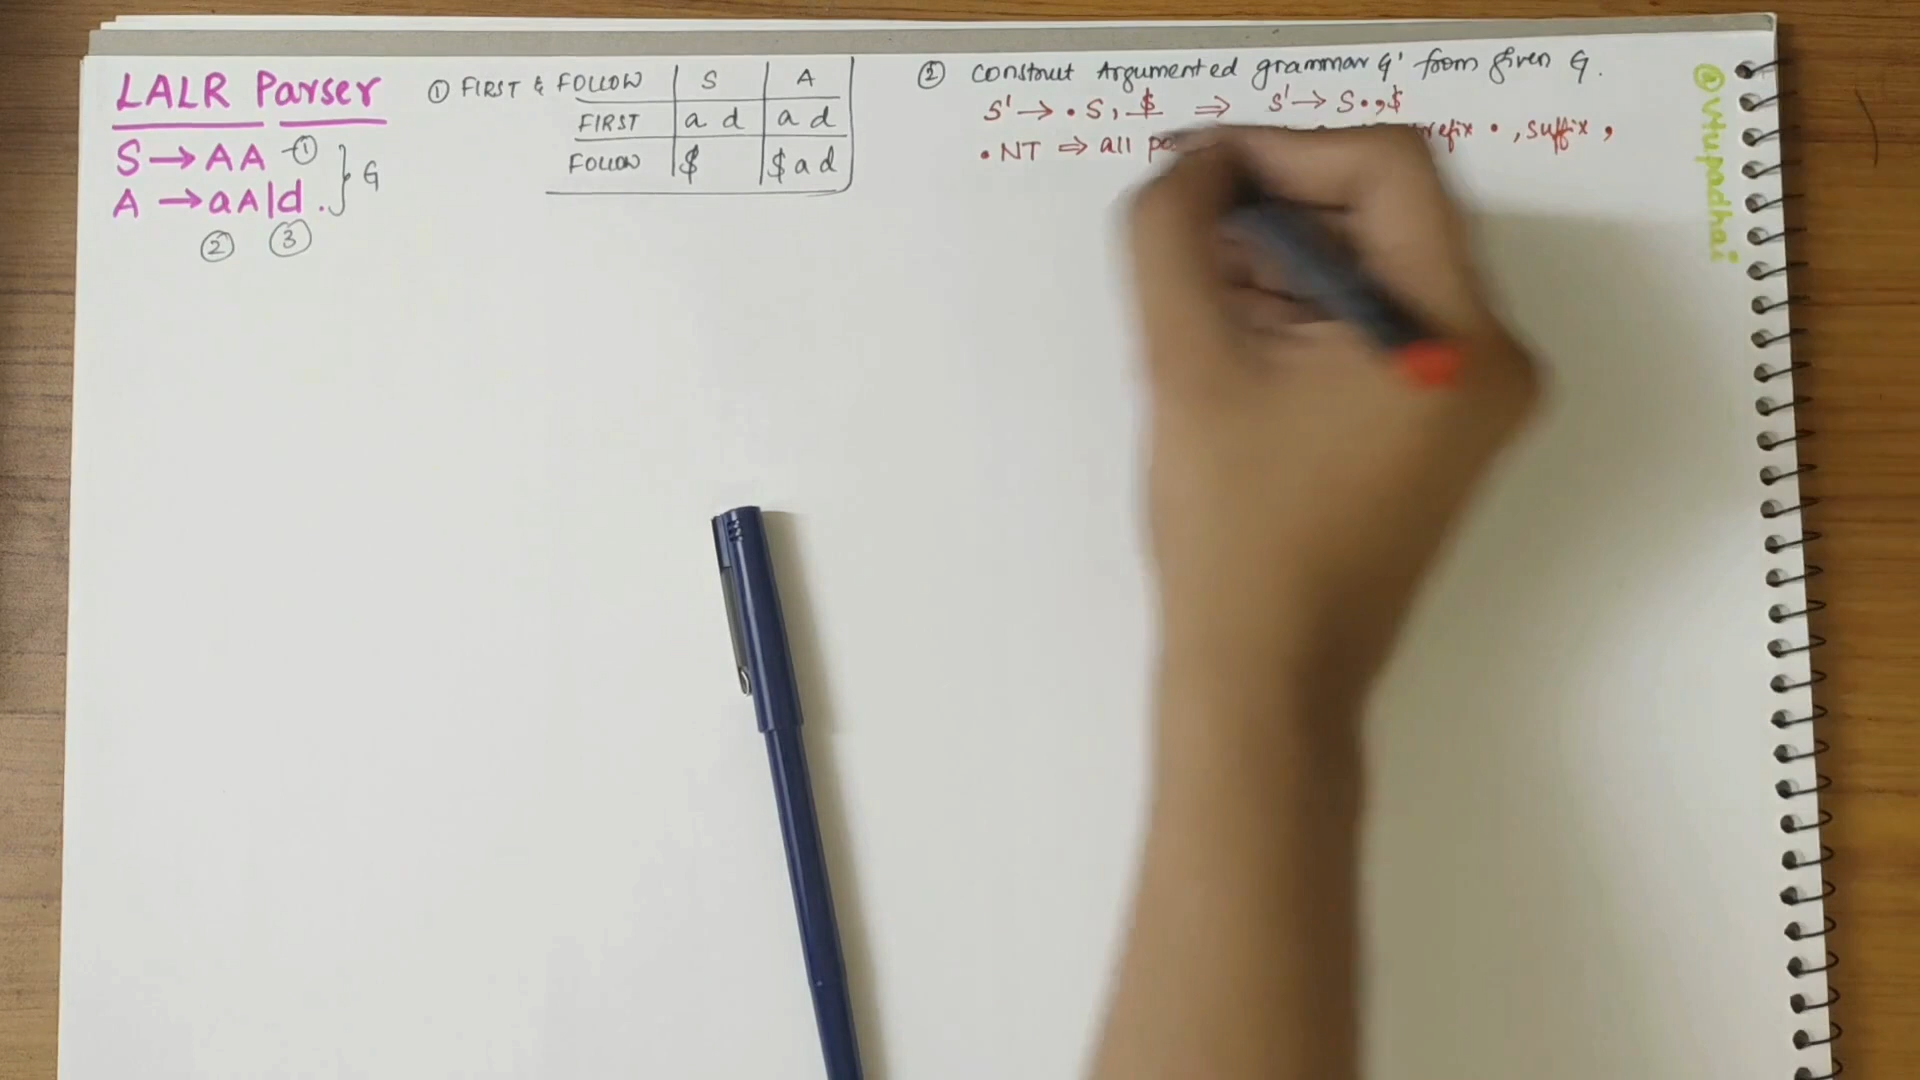 LALR Parser
S→AA -①
A →aA|d .
② ③
} G
① FIRST & FOLLOW | S | A
FIRST | a d | a d
FOLLOW | $ | $ a d
② Construct Argumented grammar G' from given G.
S'→•S,$ ⇒ S'→S•,$
•NT ⇒ all •, suffix ,
@Vtupadhai